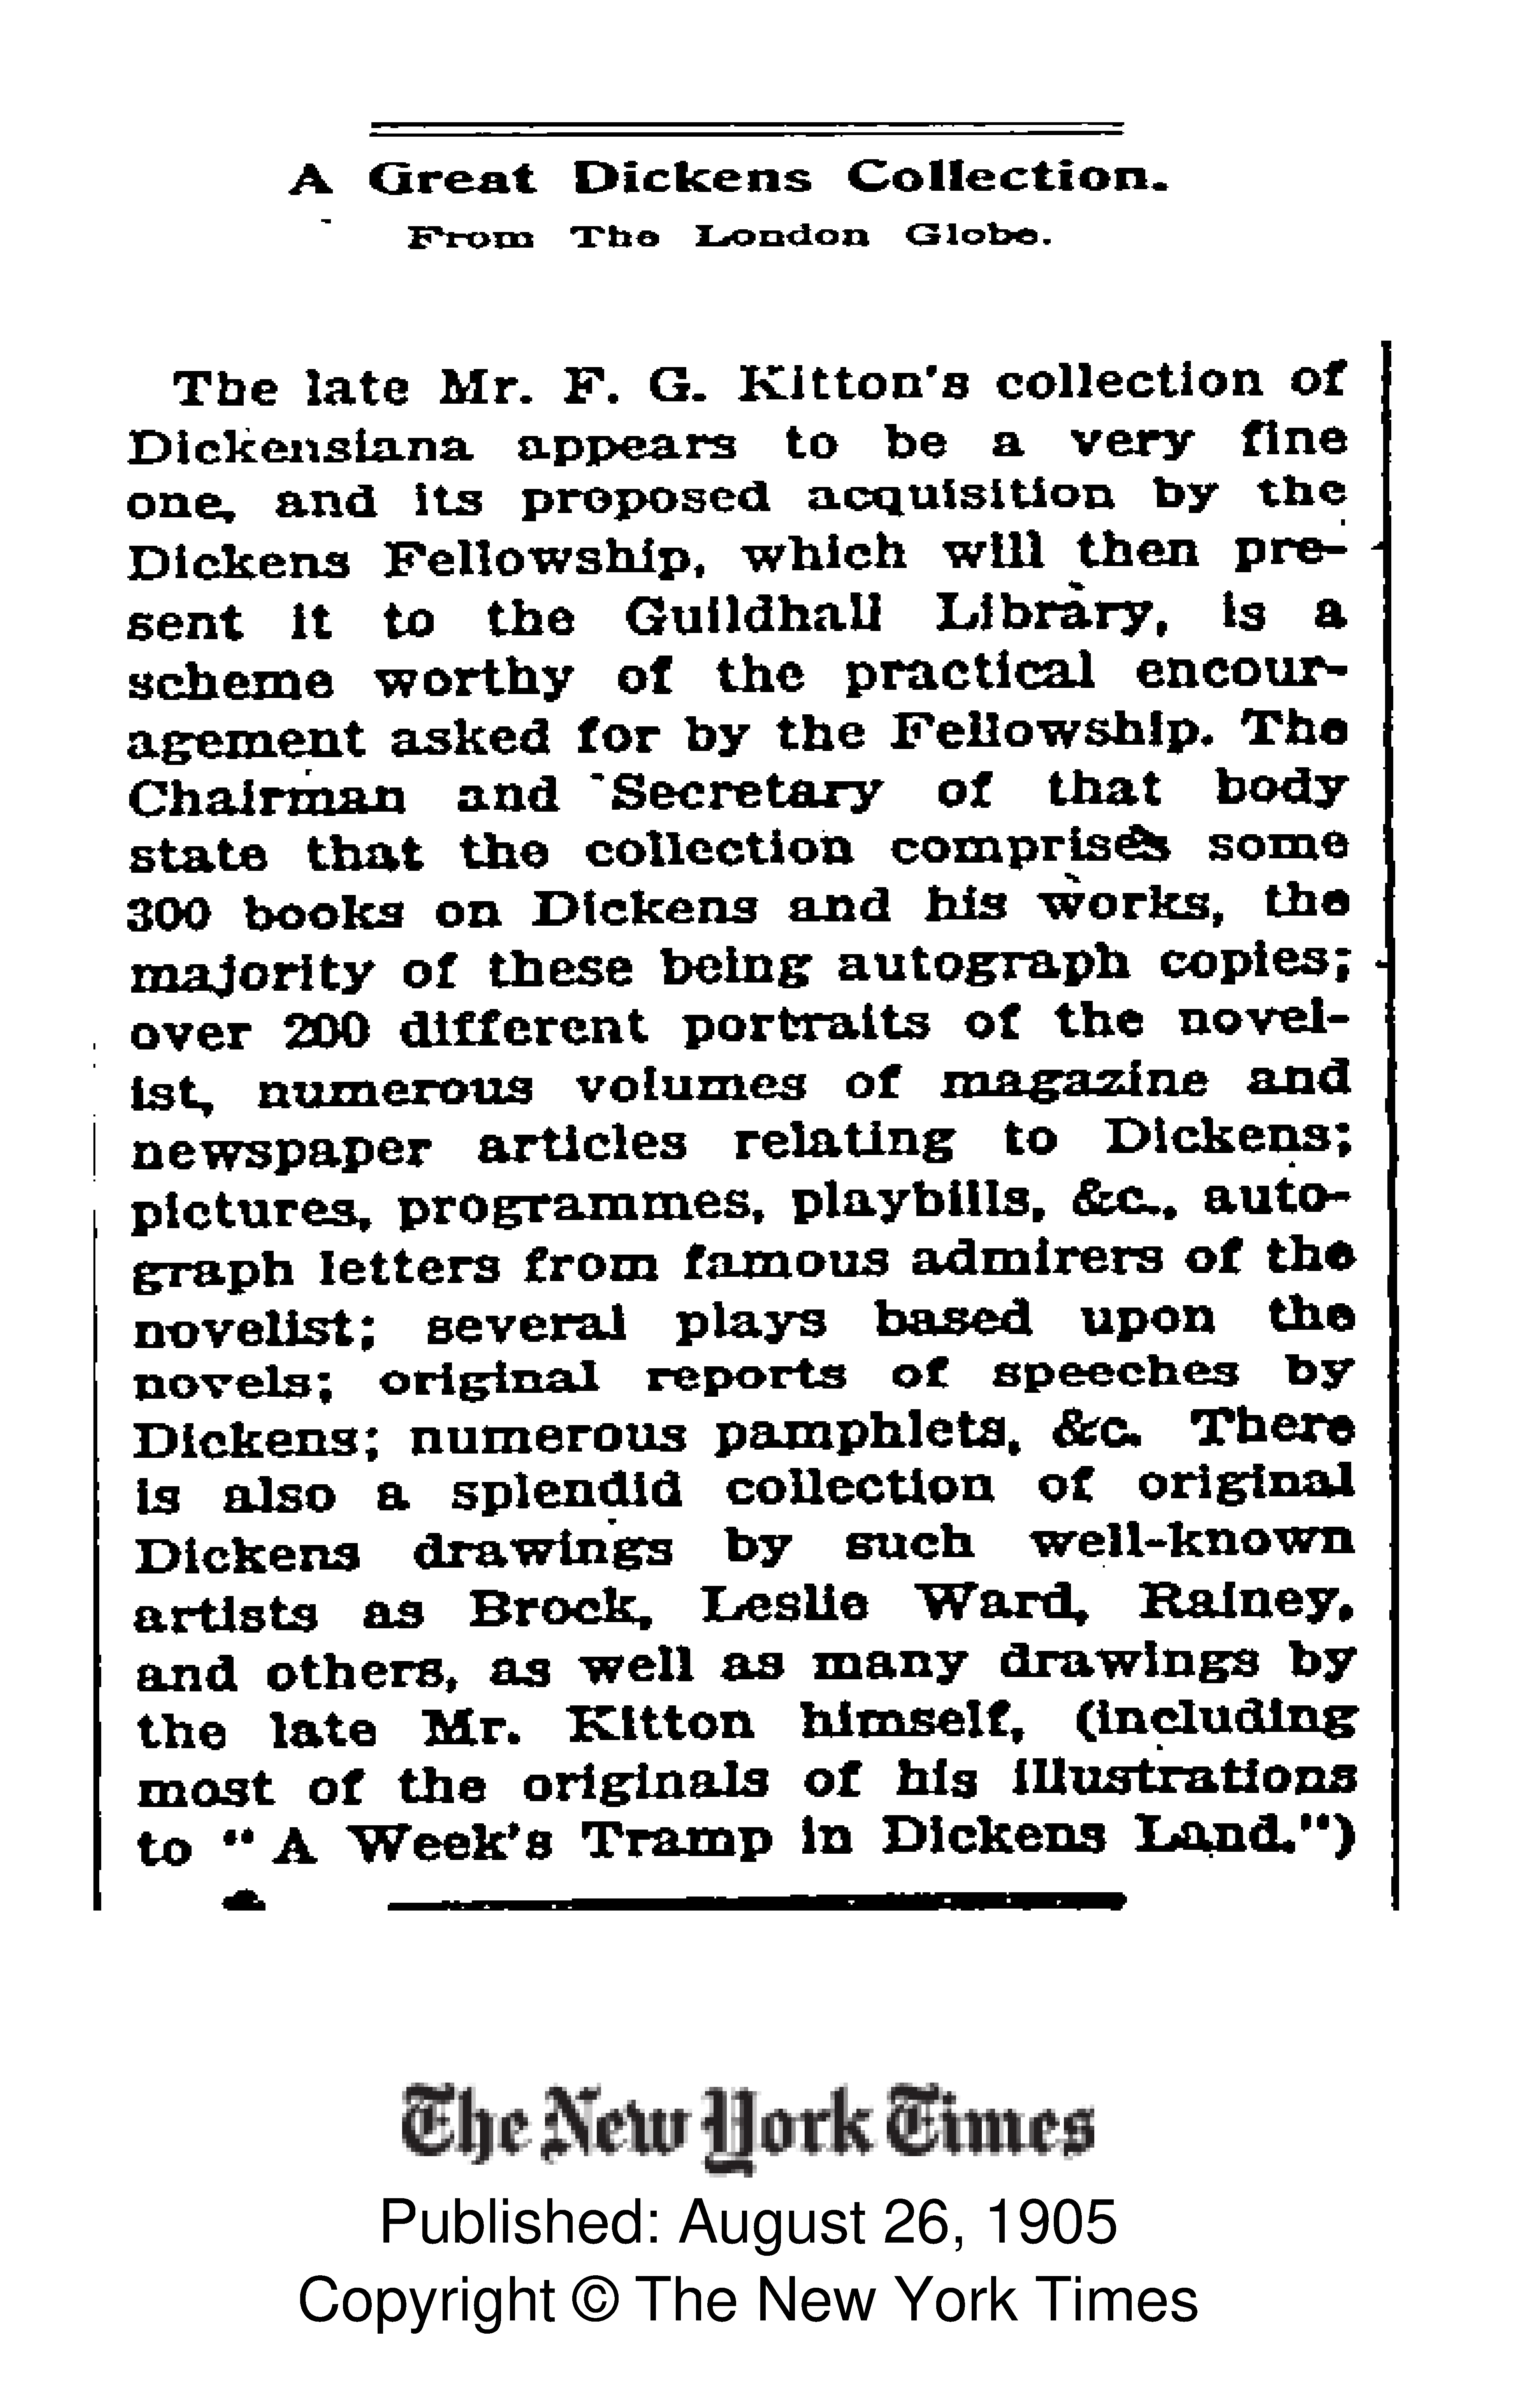 A Great Dickens Collection.
From The London Globe.
The late Mr. F. G. Kitton's collection of
Dickensiana appears to be a very fine
one, and its proposed acquisition by the
Dickens Fellowship, which will then pre-
sent it to the Guildhall Library, is a
scheme worthy of the practical encour-
agement asked for by the Fellowship. The
Chairman and Secretary of that body
state that the collection comprises some
300 books on Dickens and his works, the
majority of these being autograph copies;
over 200 different portraits of the novel-
ist, numerous volumes of magazine and
newspaper articles relating to Dickens;
pictures, programmes, playbills, &c., auto-
graph letters from famous admirers of the
novelist; several plays based upon the
novels; original reports of speeches by
Dickens; numerous pamphlets, &c. There
is also a splendid collection of original
Dickens drawings by such well-known
artists as Brock, Leslie Ward, Rainey,
and others, as well as many drawings by
the late Mr. Kitton himself, (including
most of the originals of his illustrations
to "A Week's Tramp in Dickens Land.")
The New York Times
Published: August 26, 1905
Copyright © The New York Times